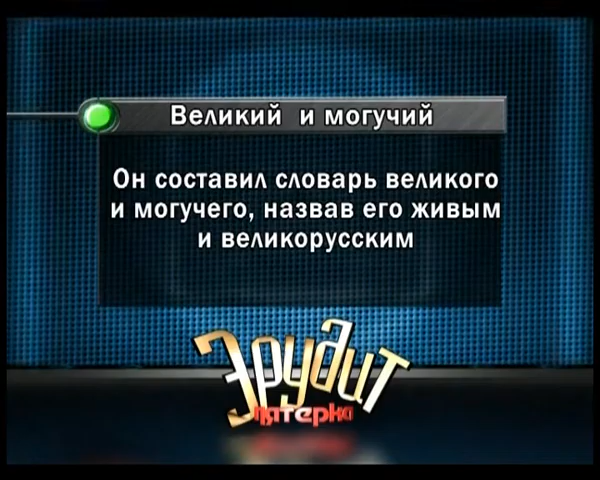 Великий и могучий
Он составил словарь великого
и могучего, назвав его живым
и великорусским
Эрудит
пятерка